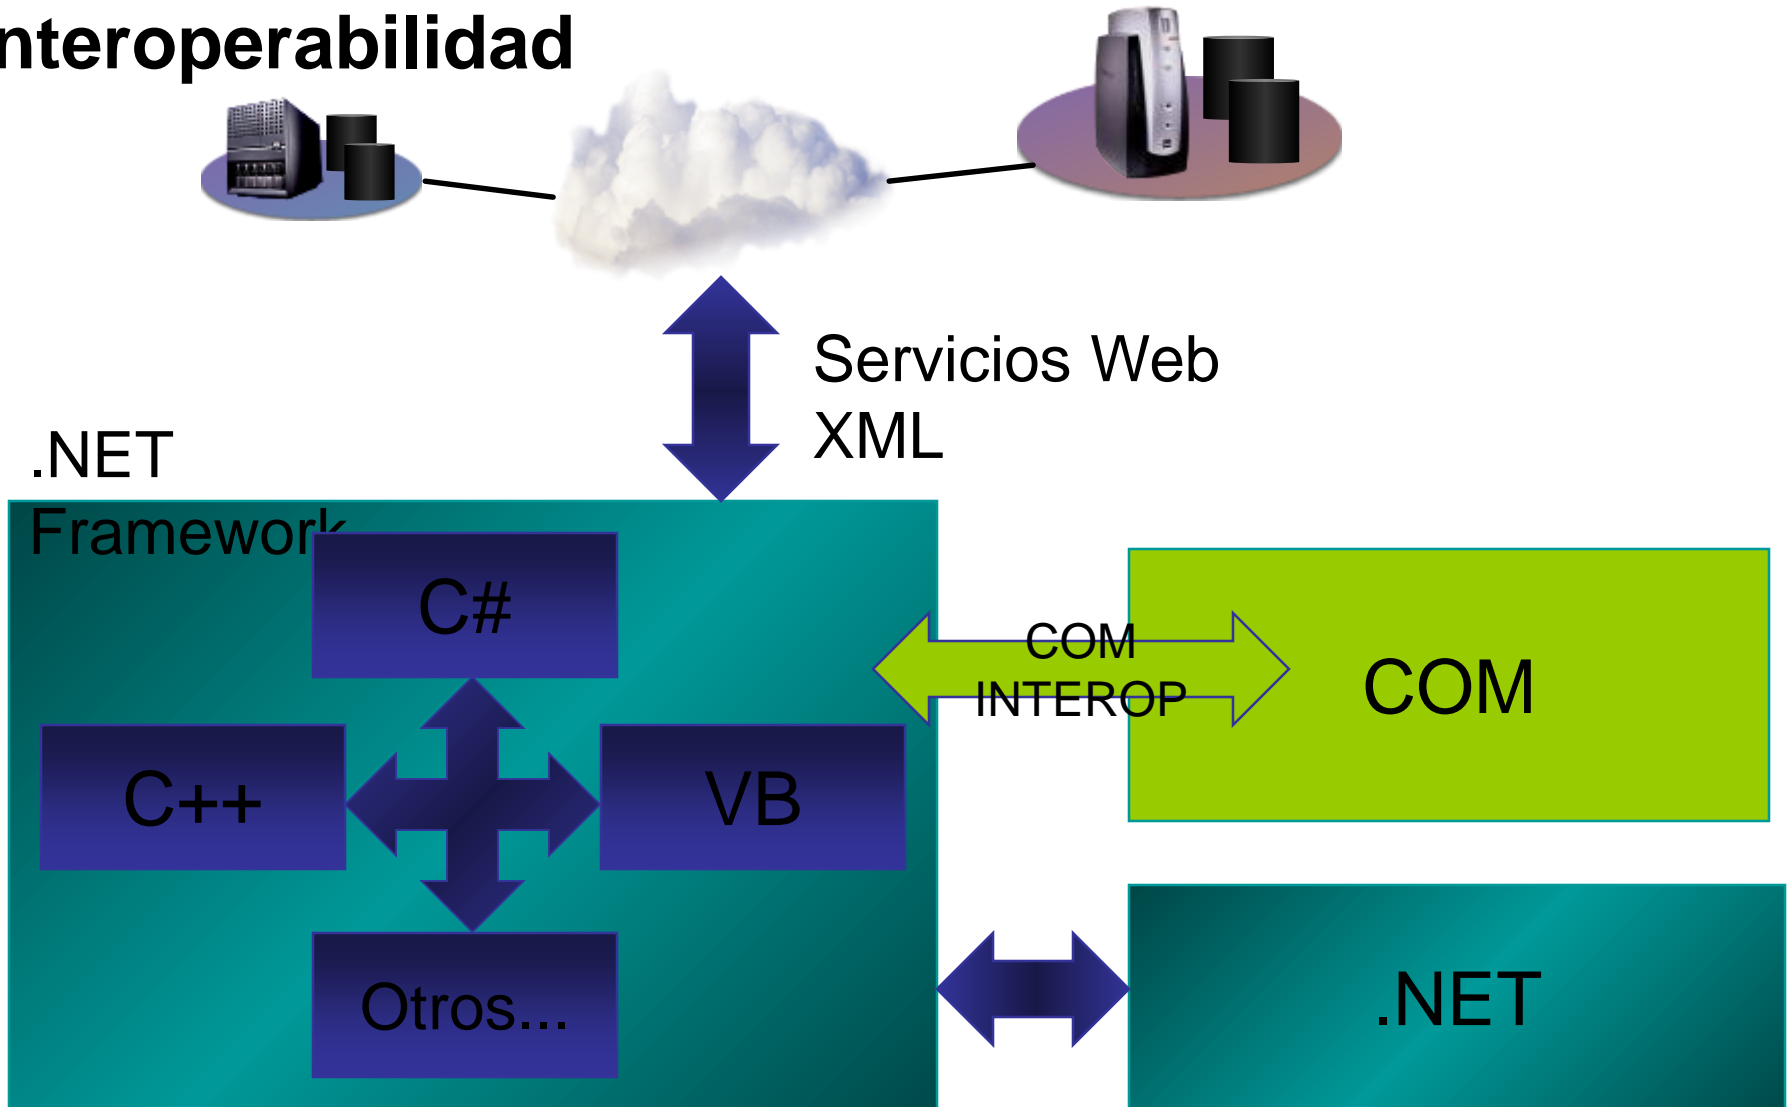 nteroperabilidad
Servicios Web
XML
.NET
Framework
C#
C++
VB
Otros...
COM
INTEROP
COM
.NET